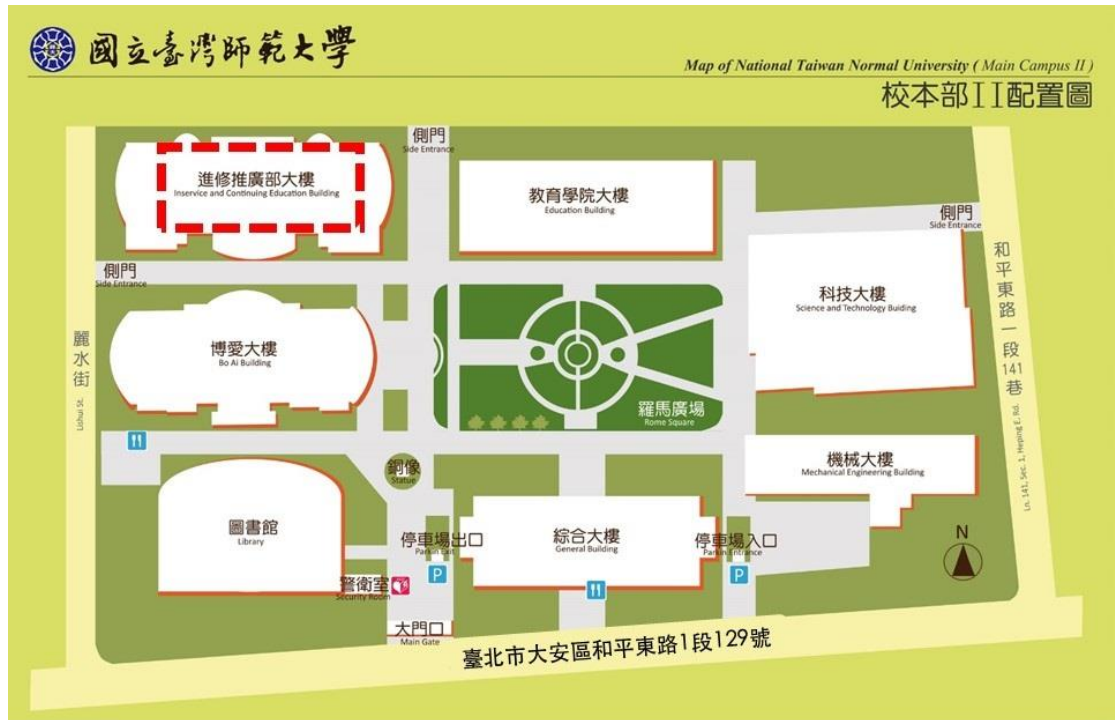 國立臺灣師範大學
Map of National Taiwan Normal University ( Main Campus II )
校本部II配置圖
側門
Side Entrance
進修推廣部大樓
Inservice and Continuing Education Building
教育學院大樓
Education Building
側門
Side Entrance
側門
Side Entrance
科技大樓
Science and Technology Buiding
和平東路一段141巷
Ln. 141, Sec. 1, Heping E. Rd.
麗水街
Lishui St.
博愛大樓
Bo Ai Building
羅馬廣場
Rome Square
銅像
Statue
機械大樓
Mechanical Engineering Building
圖書館
Library
停車場出口
Parkin Exit
綜合大樓
General Building
停車場入口
Parkin Entrance
N
P
P
警衛室
Security Room
大門口
Main Gate
臺北市大安區和平東路1段129號